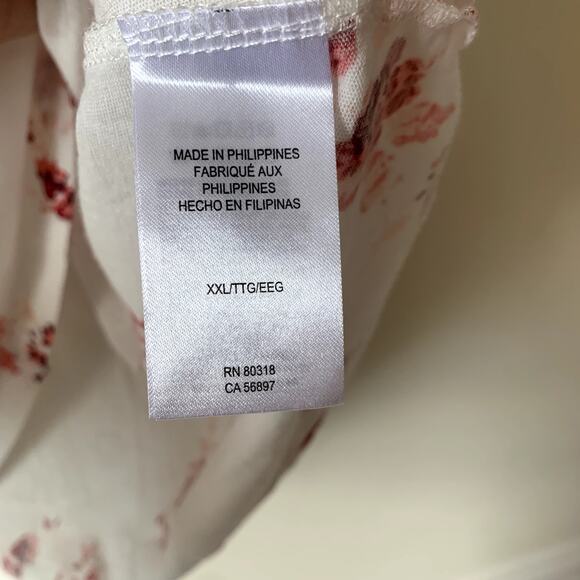 MADE IN PHILIPPINES
FABRIQUÉ AUX
PHILIPPINES
HECHO EN FILIPINAS
XXL/TTG/EEG
RN 80318
CA 56897